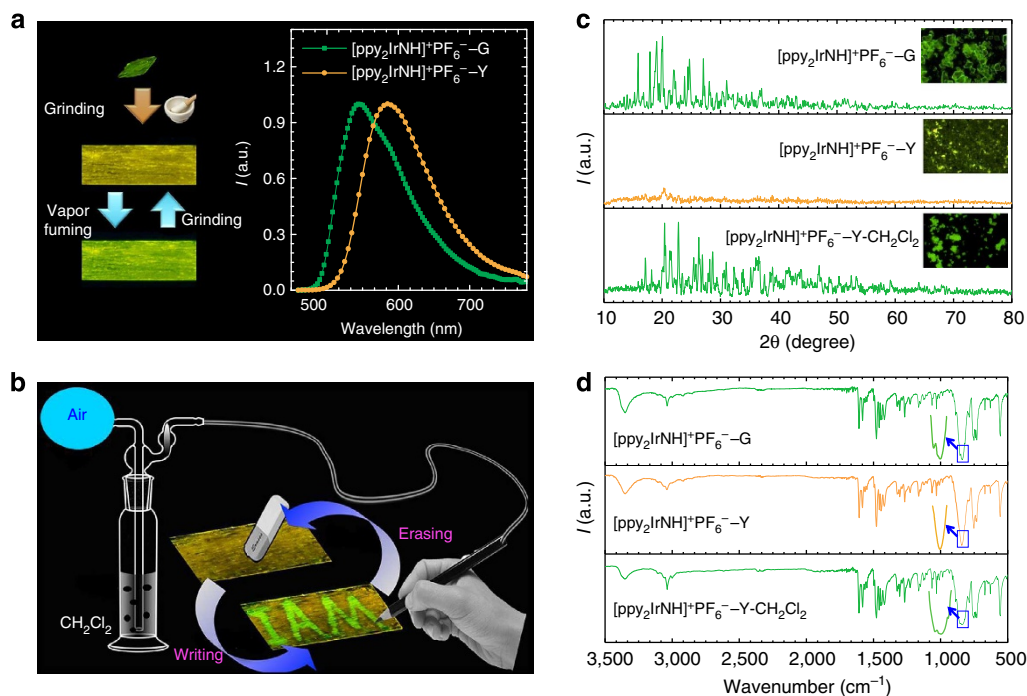 a
Grinding
Vapor
fuming
Grinding
I (a.u.)
1.2
0.9
0.6
0.3
0.0
[ppy₂IrNH]⁺PF₆⁻–G
[ppy₂IrNH]⁺PF₆⁻–Y
500
600
700
Wavelength (nm)
b
Air
CH₂Cl₂
Erasing
IAM
Writing
c
[ppy₂IrNH]⁺PF₆⁻–G
[ppy₂IrNH]⁺PF₆⁻–Y
[ppy₂IrNH]⁺PF₆⁻–Y-CH₂Cl₂
I (a.u.)
10 20 30 40 50 60 70 80
2θ (degree)
d
[ppy₂IrNH]⁺PF₆⁻–G
[ppy₂IrNH]⁺PF₆⁻–Y
[ppy₂IrNH]⁺PF₆⁻–Y-CH₂Cl₂
I (a.u.)
3,500 3,000 2,500 2,000 1,500 1,000 500
Wavenumber (cm⁻¹)